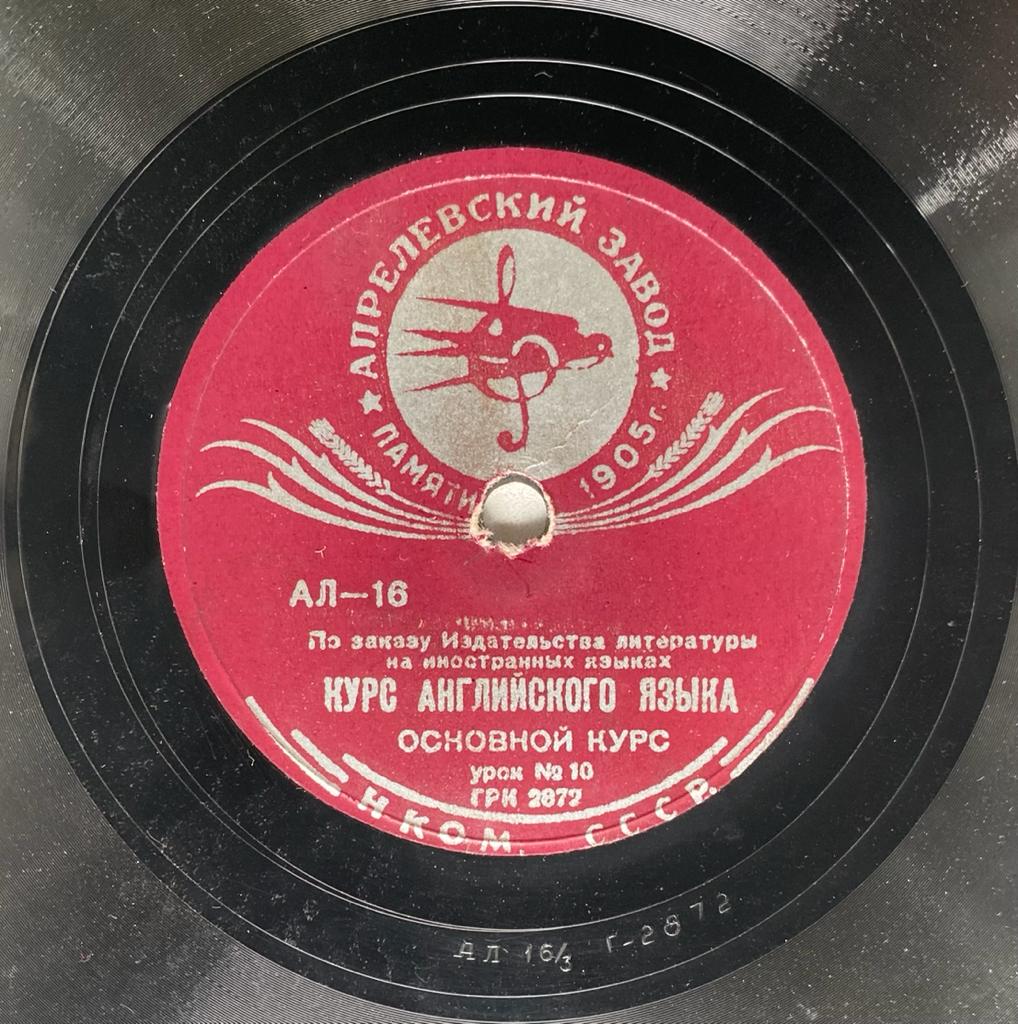 АПРЕЛЕВСКИЙ ЗАВОД
ПАМЯТИ 1905 г.
АЛ—16
По заказу Издательства литературы
на иностранных языках
КУРС АНГЛИЙСКОГО ЯЗЫКА
ОСНОВНОЙ КУРС
урок № 10
ГРК 2872
НКОМ. СССР.
АЛ 16/3 Г-2872